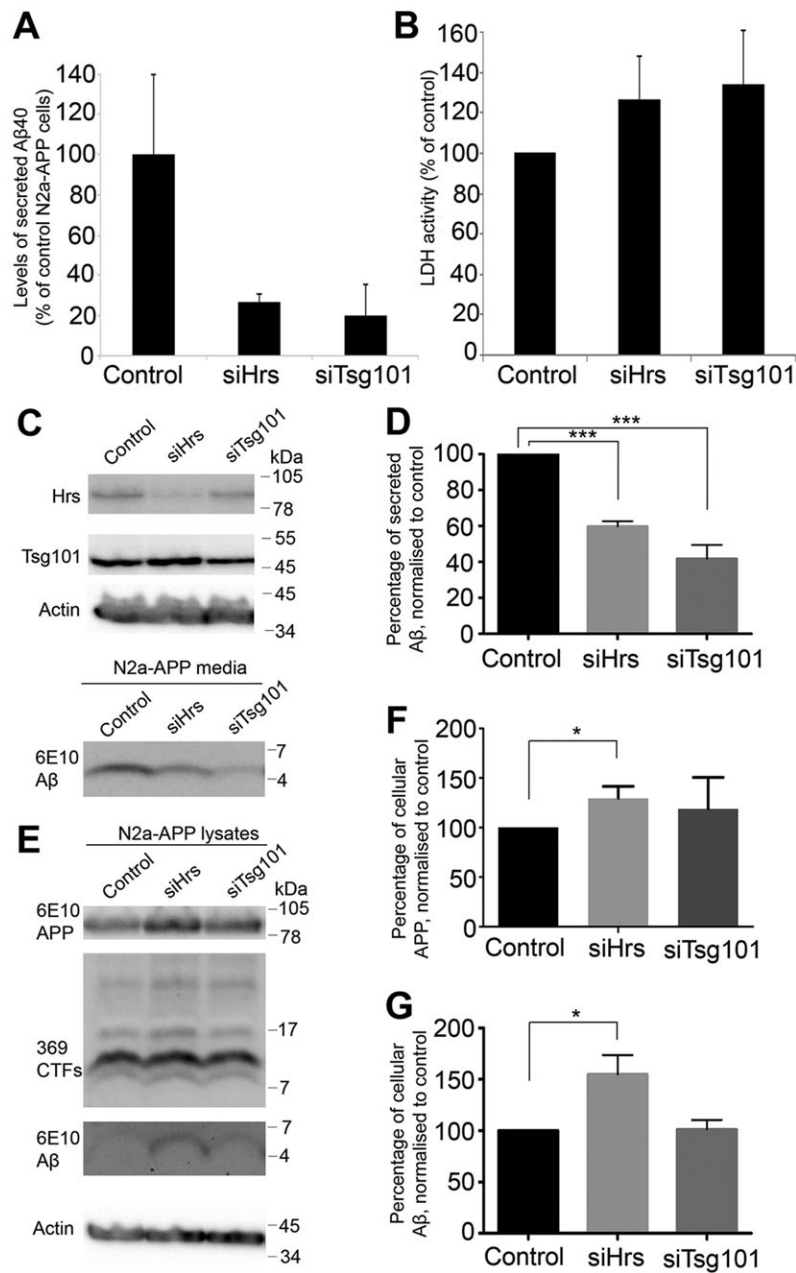 A
Levels of secreted Aβ40
(% of control N2a-APP cells)
140
120
100
80
60
40
20
0
Control siHrs siTsg101
B
LDH activity (% of control)
160
140
120
100
80
60
40
20
0
Control siHrs siTsg101
C
Control siHrs siTsg101
kDa
Hrs
105
78
Tsg101
55
45
Actin
45
34
N2a-APP media
Control siHrs siTsg101
6E10
Aβ
7
4
D
Percentage of secreted
Aβ, normalised to control
100
80
60
40
20
0
***
***
Control siHrs siTsg101
E
N2a-APP lysates
Control siHrs siTsg101
kDa
6E10
APP
105
78
369
CTFs
17
7
6E10
Aβ
7
4
Actin
45
34
F
Percentage of cellular
APP, normalised to control
200
150
100
50
0
*
Control siHrs siTsg101
G
Percentage of cellular
Aβ, normalised to control
200
150
100
50
0
*
Control siHrs siTsg101